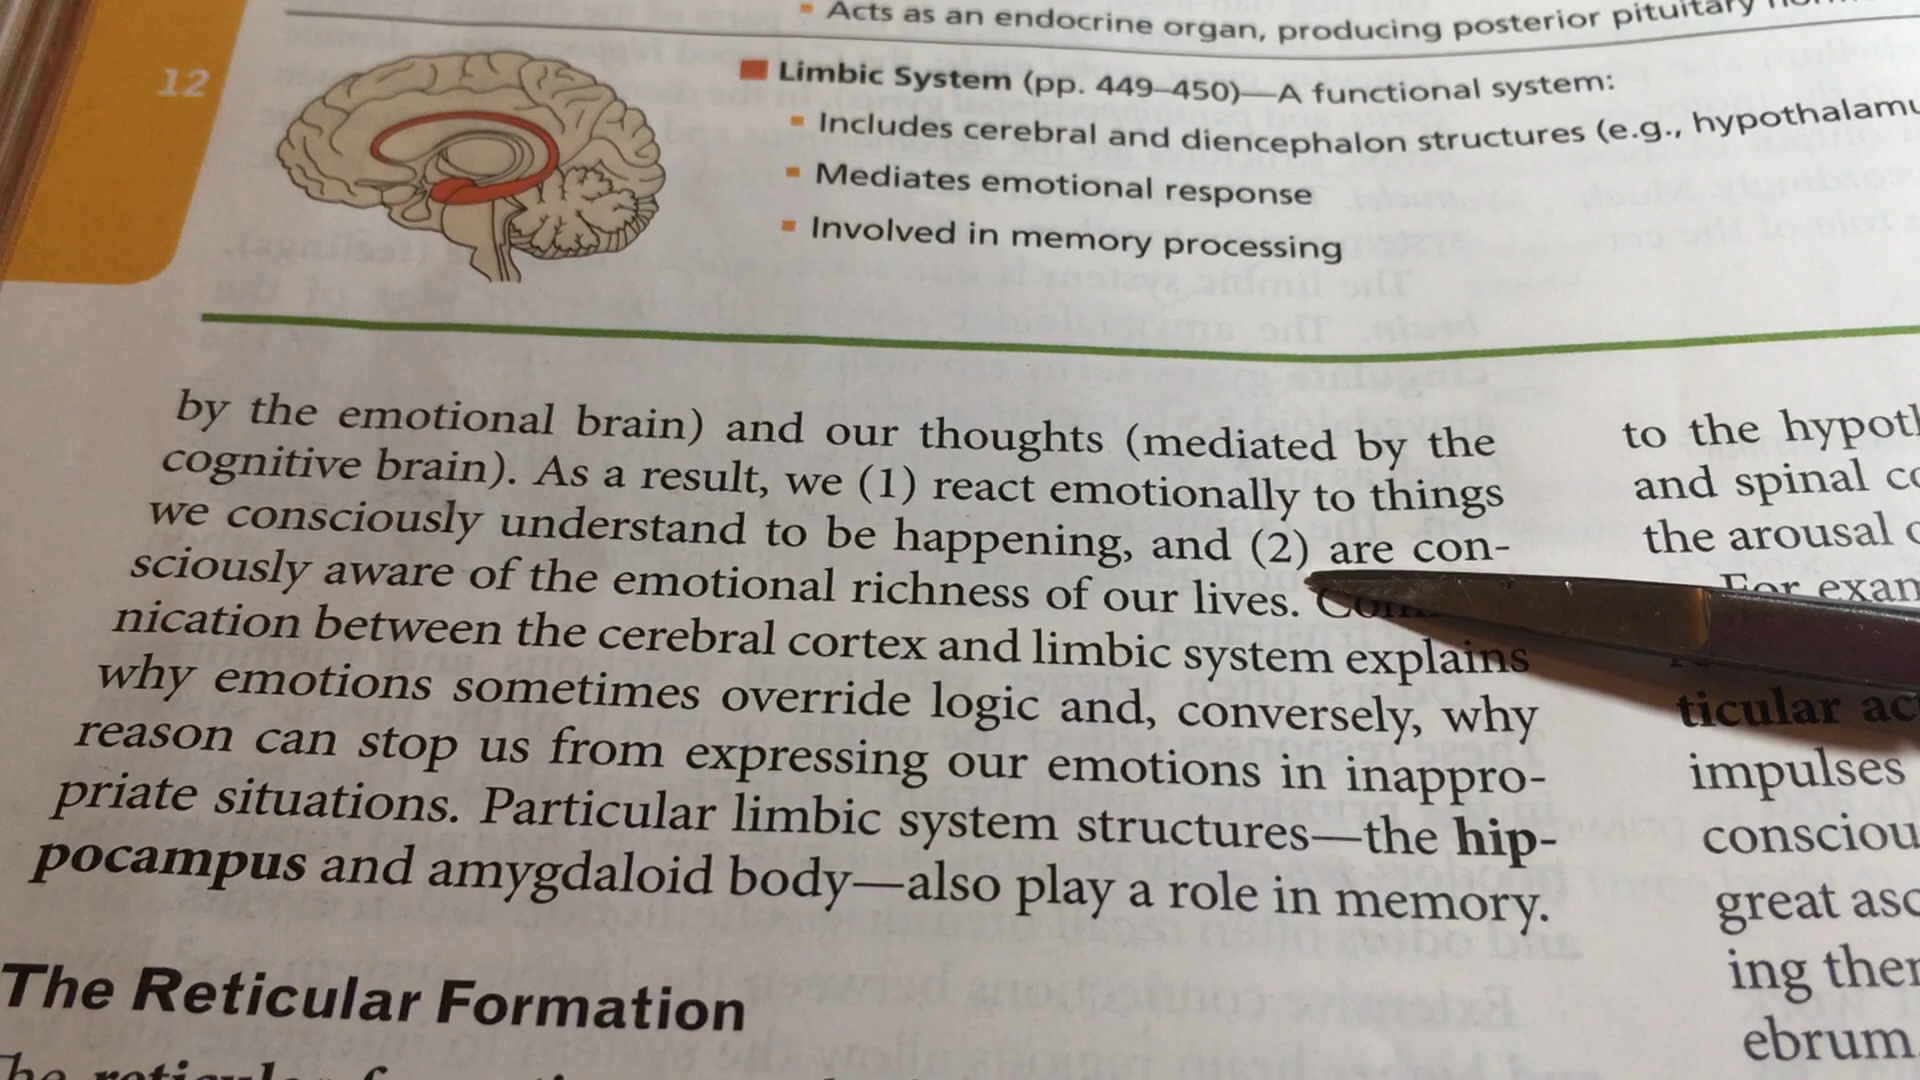 12
Acts as an endocrine organ, producing posterior pituitary
Limbic System (pp. 449–450)—A functional system:
Includes cerebral and diencephalon structures (e.g., hypothalamu
Mediates emotional response
Involved in memory processing
by the emotional brain) and our thoughts (mediated by the
cognitive brain). As a result, we (1) react emotionally to things
we consciously understand to be happening, and (2) are con-
sciously aware of the emotional richness of our lives.
nication between the cerebral cortex and limbic system explains
why emotions sometimes override logic and, conversely, why
reason can stop us from expressing our emotions in inappro-
priate situations. Particular limbic system structures—the hip-
pocampus and amygdaloid body—also play a role in memory.
The Reticular Formation
to the hypoth
and spinal co
the arousal
For exam
ticular ac
impulses
consciou
great asc
ing ther
ebrum